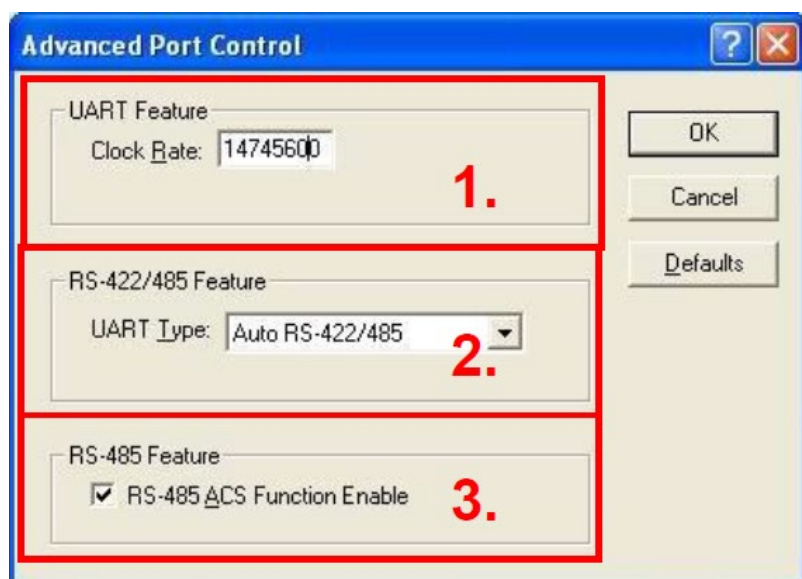 Advanced Port Control
UART Feature
Clock Rate: 14745600
1.
RS-422/485 Feature
UART Type: Auto RS-422/485
2.
RS-485 Feature
RS-485 ACS Function Enable
3.
OK
Cancel
Defaults